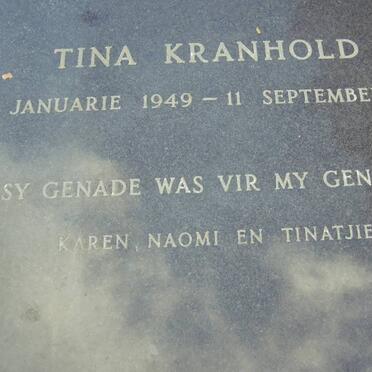 TINA KRANHOLD
JANUARIE 1949 – 11 SEPTEMBE
SY GENADE WAS VIR MY GEN
KAREN, NAOMI EN TINATJIE